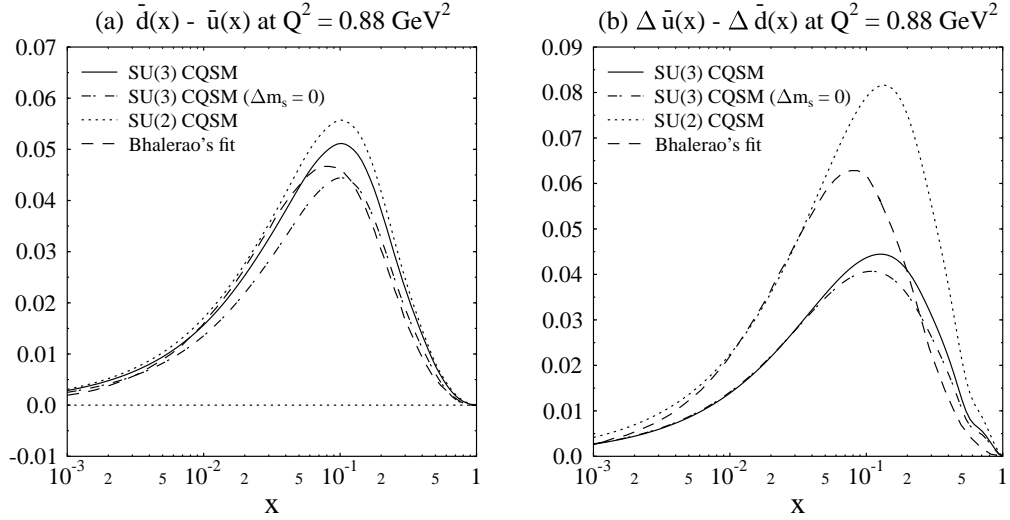 (a) d̄(x) - ū(x) at Q² = 0.88 GeV²
0.07
0.06
0.05
0.04
0.03
0.02
0.01
0.0
-0.01
SU(3) CQSM
SU(3) CQSM (Δmₛ = 0)
SU(2) CQSM
Bhalerao's fit
10⁻³ 2 5 10⁻² 2 5 10⁻¹ 2 5 1
x
(b) Δ ū(x) - Δ d̄(x) at Q² = 0.88 GeV²
0.09
0.08
0.07
0.06
0.05
0.04
0.03
0.02
0.01
0.0
SU(3) CQSM
SU(3) CQSM (Δmₛ = 0)
SU(2) CQSM
Bhalerao's fit
10⁻³ 2 5 10⁻² 2 5 10⁻¹ 2 5 1
x